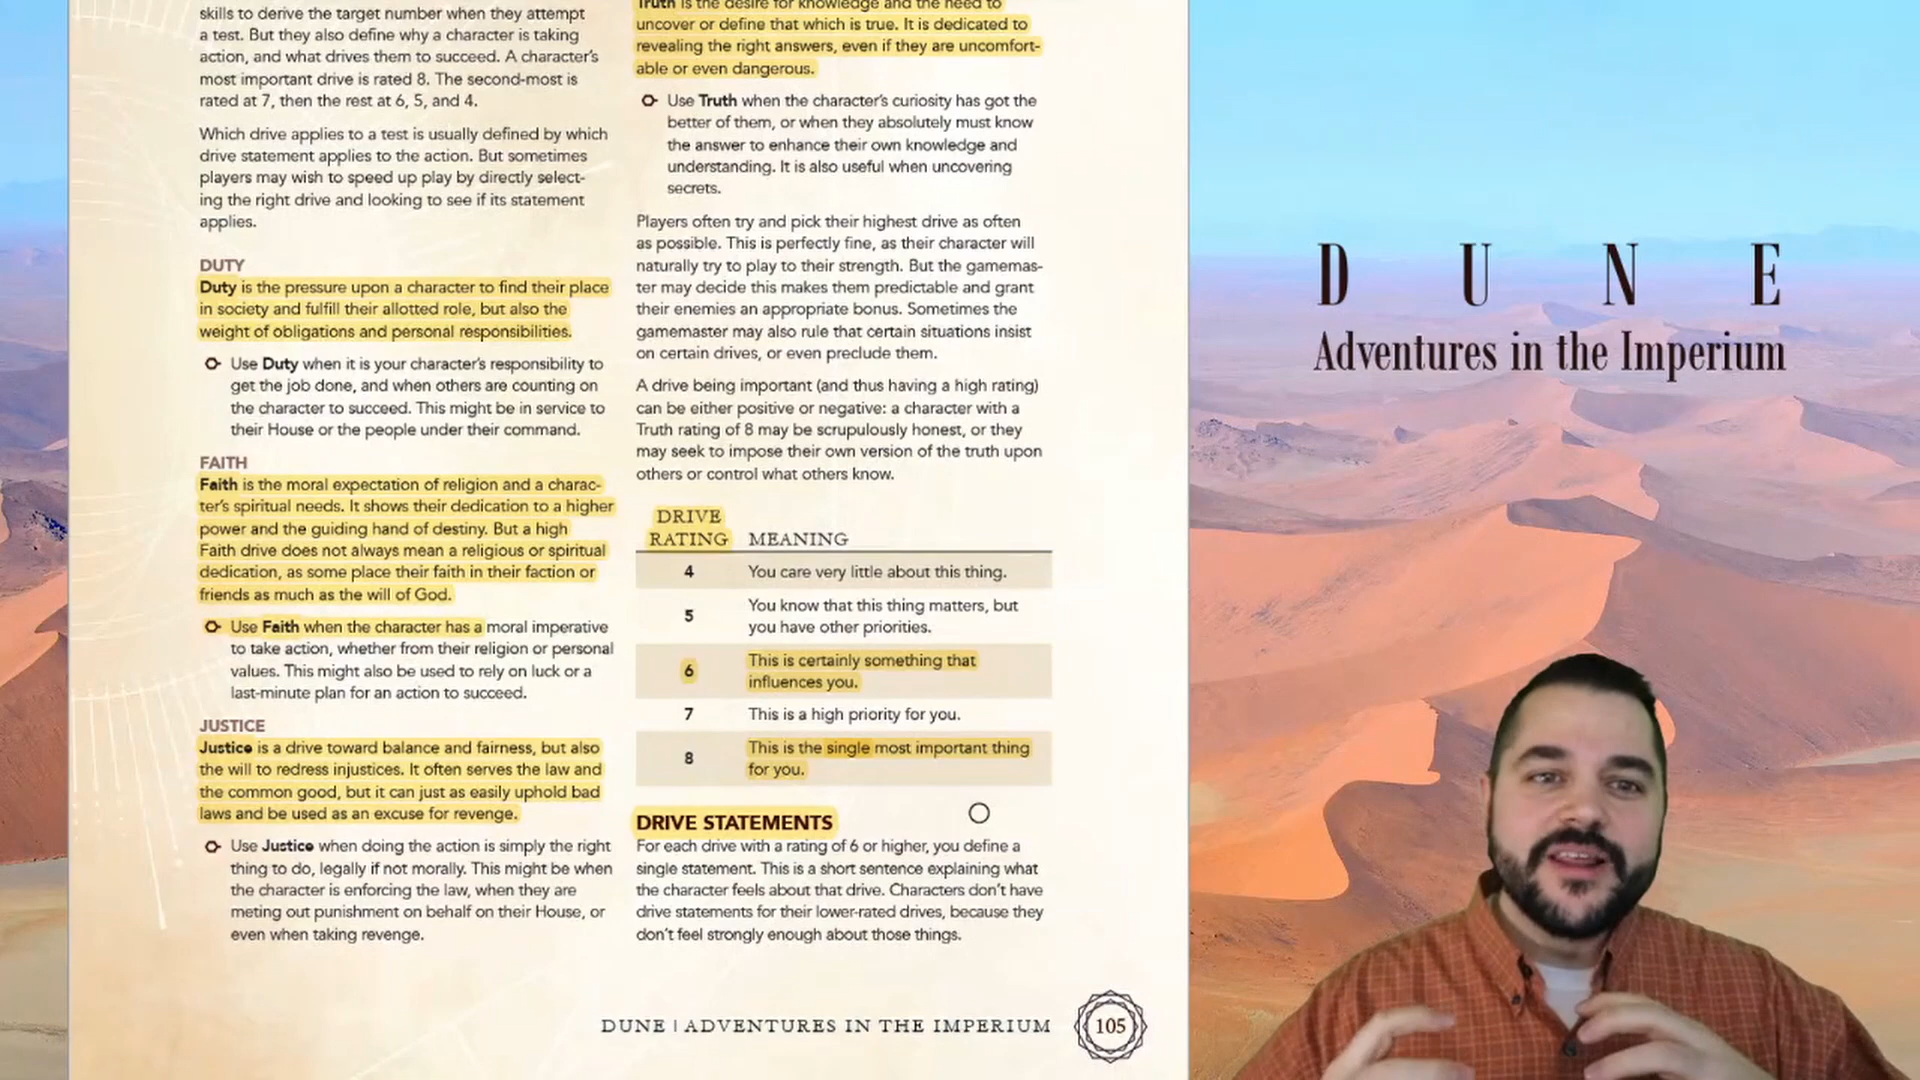 skills to derive the target number when they attempt
a test. But they also define why a character is taking
action, and what drives them to succeed. A character's
most important drive is rated 8. The second-most is
rated at 7, then the rest at 6, 5, and 4.
Which drive applies to a test is usually defined by which
drive statement applies to the action. But sometimes
players may wish to speed up play by directly select-
ing the right drive and looking to see if its statement
applies.
DUTY
Duty is the pressure upon a character to find their place
in society and fulfill their allotted role, but also the
weight of obligations and personal responsibilities.
Use Duty when it is your character's responsibility to
get the job done, and when others are counting on
the character to succeed. This might be in service to
their House or the people under their command.
FAITH
Faith is the moral expectation of religion and a charac-
ter's spiritual needs. It shows their dedication to a higher
power and the guiding hand of destiny. But a high
Faith drive does not always mean a religious or spiritual
dedication, as some place their faith in their faction or
friends as much as the will of God.
Use Faith when the character has a moral imperative
to take action, whether from their religion or personal
values. This might also be used to rely on luck or a
last-minute plan for an action to succeed.
JUSTICE
Justice is a drive toward balance and fairness, but also
the will to redress injustices. It often serves the law and
the common good, but it can just as easily uphold bad
laws and be used as an excuse for revenge.
Use Justice when doing the action is simply the right
thing to do, legally if not morally. This might be when
the character is enforcing the law, when they are
meting out punishment on behalf on their House, or
even when taking revenge.
Truth is the desire for knowledge and the need to
uncover or define that which is true. It is dedicated to
revealing the right answers, even if they are uncomfort-
able or even dangerous.
Use Truth when the character's curiosity has got the
better of them, or when they absolutely must know
the answer to enhance their own knowledge and
understanding. It is also useful when uncovering
secrets.
Players often try and pick their highest drive as often
as possible. This is perfectly fine, as their character will
naturally try to play to their strength. But the gamemas-
ter may decide this makes them predictable and grant
their enemies an appropriate bonus. Sometimes the
gamemaster may also rule that certain situations insist
on certain drives, or even preclude them.
A drive being important (and thus having a high rating)
can be either positive or negative: a character with a
Truth rating of 8 may be scrupulously honest, or they
may seek to impose their own version of the truth upon
others or control what others know.
DRIVE
RATING MEANING
4 You care very little about this thing.
5 You know that this thing matters, but
you have other priorities.
6 This is certainly something that
influences you.
7 This is a high priority for you.
8 This is the single most important thing
for you.
DRIVE STATEMENTS
For each drive with a rating of 6 or higher, you define a
single statement. This is a short sentence explaining what
the character feels about that drive. Characters don't have
drive statements for their lower-rated drives, because they
don't feel strongly enough about those things.
DUNE | ADVENTURES IN THE IMPERIUM 105
DUNE
Adventures in the Imperium